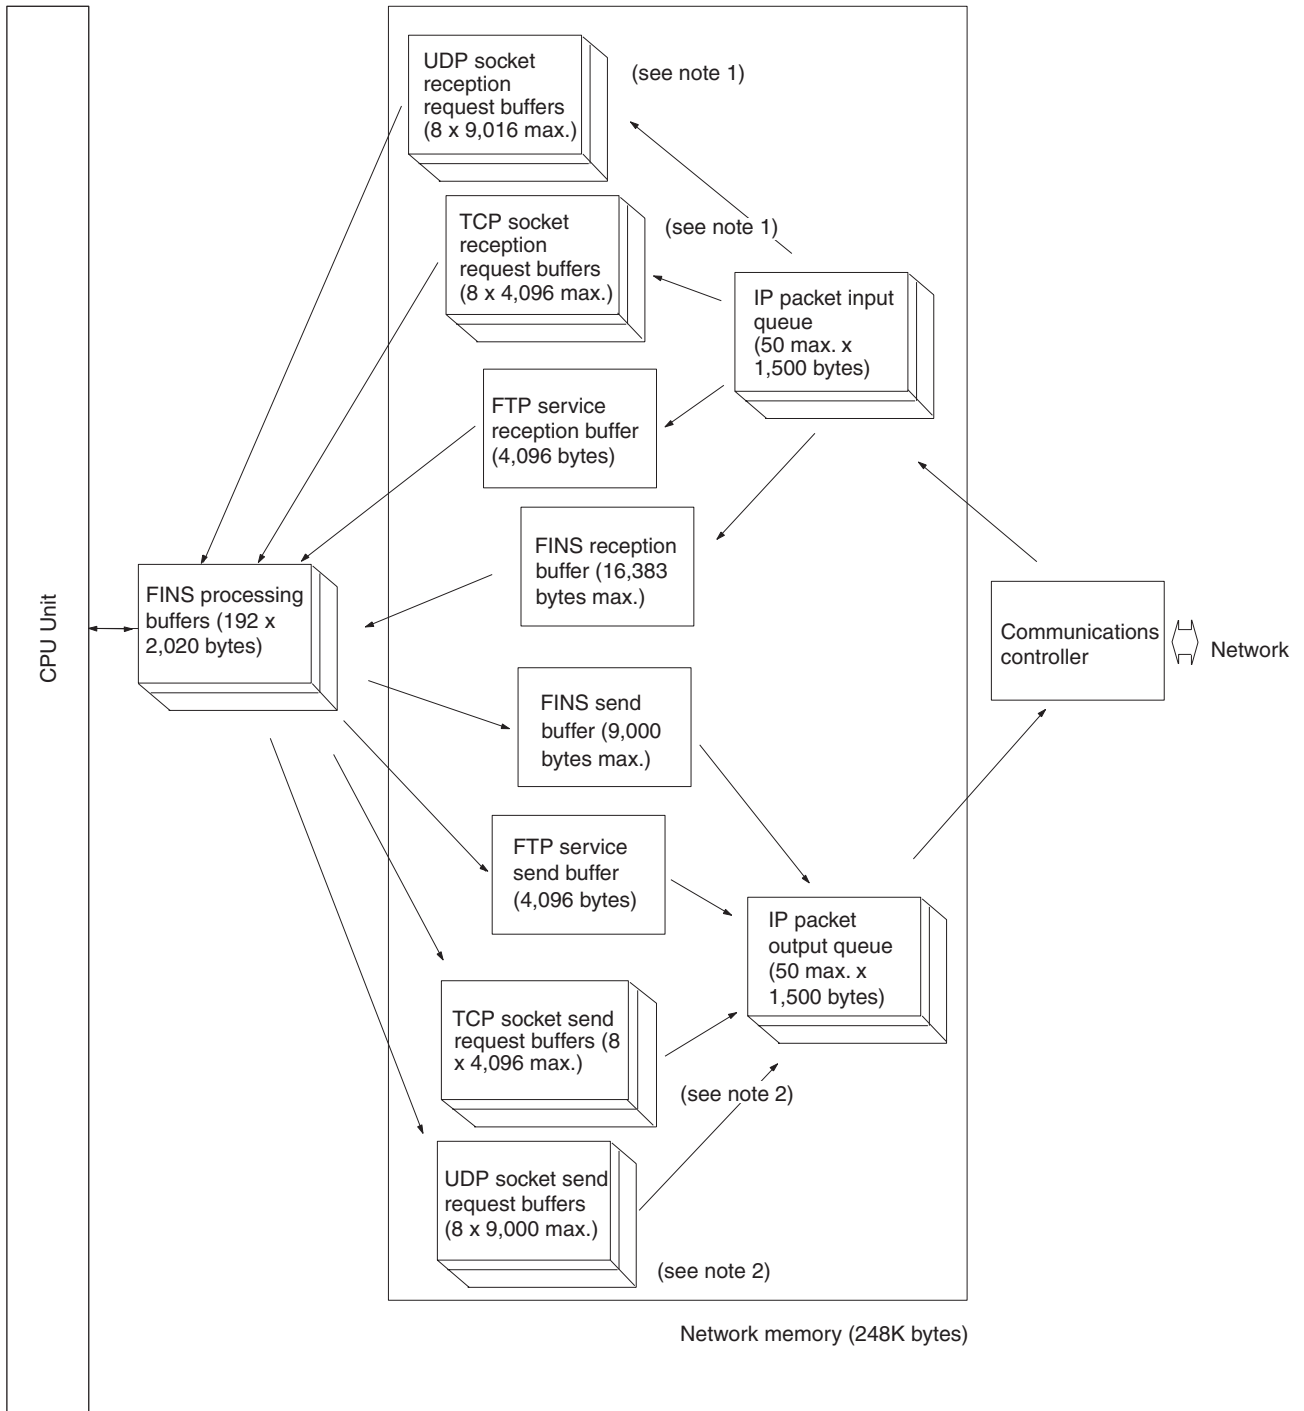 UDP socket
reception
request buffers
(8 x 9,016 max.)
(see note 1)
TCP socket
reception
request buffers
(8 x 4,096 max.)
(see note 1)
IP packet input
queue
(50 max. x
1,500 bytes)
FTP service
reception buffer
(4,096 bytes)
FINS reception
buffer (16,383
bytes max.)
CPU Unit
FINS processing
buffers (192 x
2,020 bytes)
Communications
controller
Network
FINS send
buffer (9,000
bytes max.)
FTP service
send buffer
(4,096 bytes)
IP packet
output queue
(50 max. x
1,500 bytes)
TCP socket send
request buffers (8
x 4,096 max.)
(see note 2)
UDP socket send
request buffers
(8 x 9,000 max.)
(see note 2)
Network memory (248K bytes)